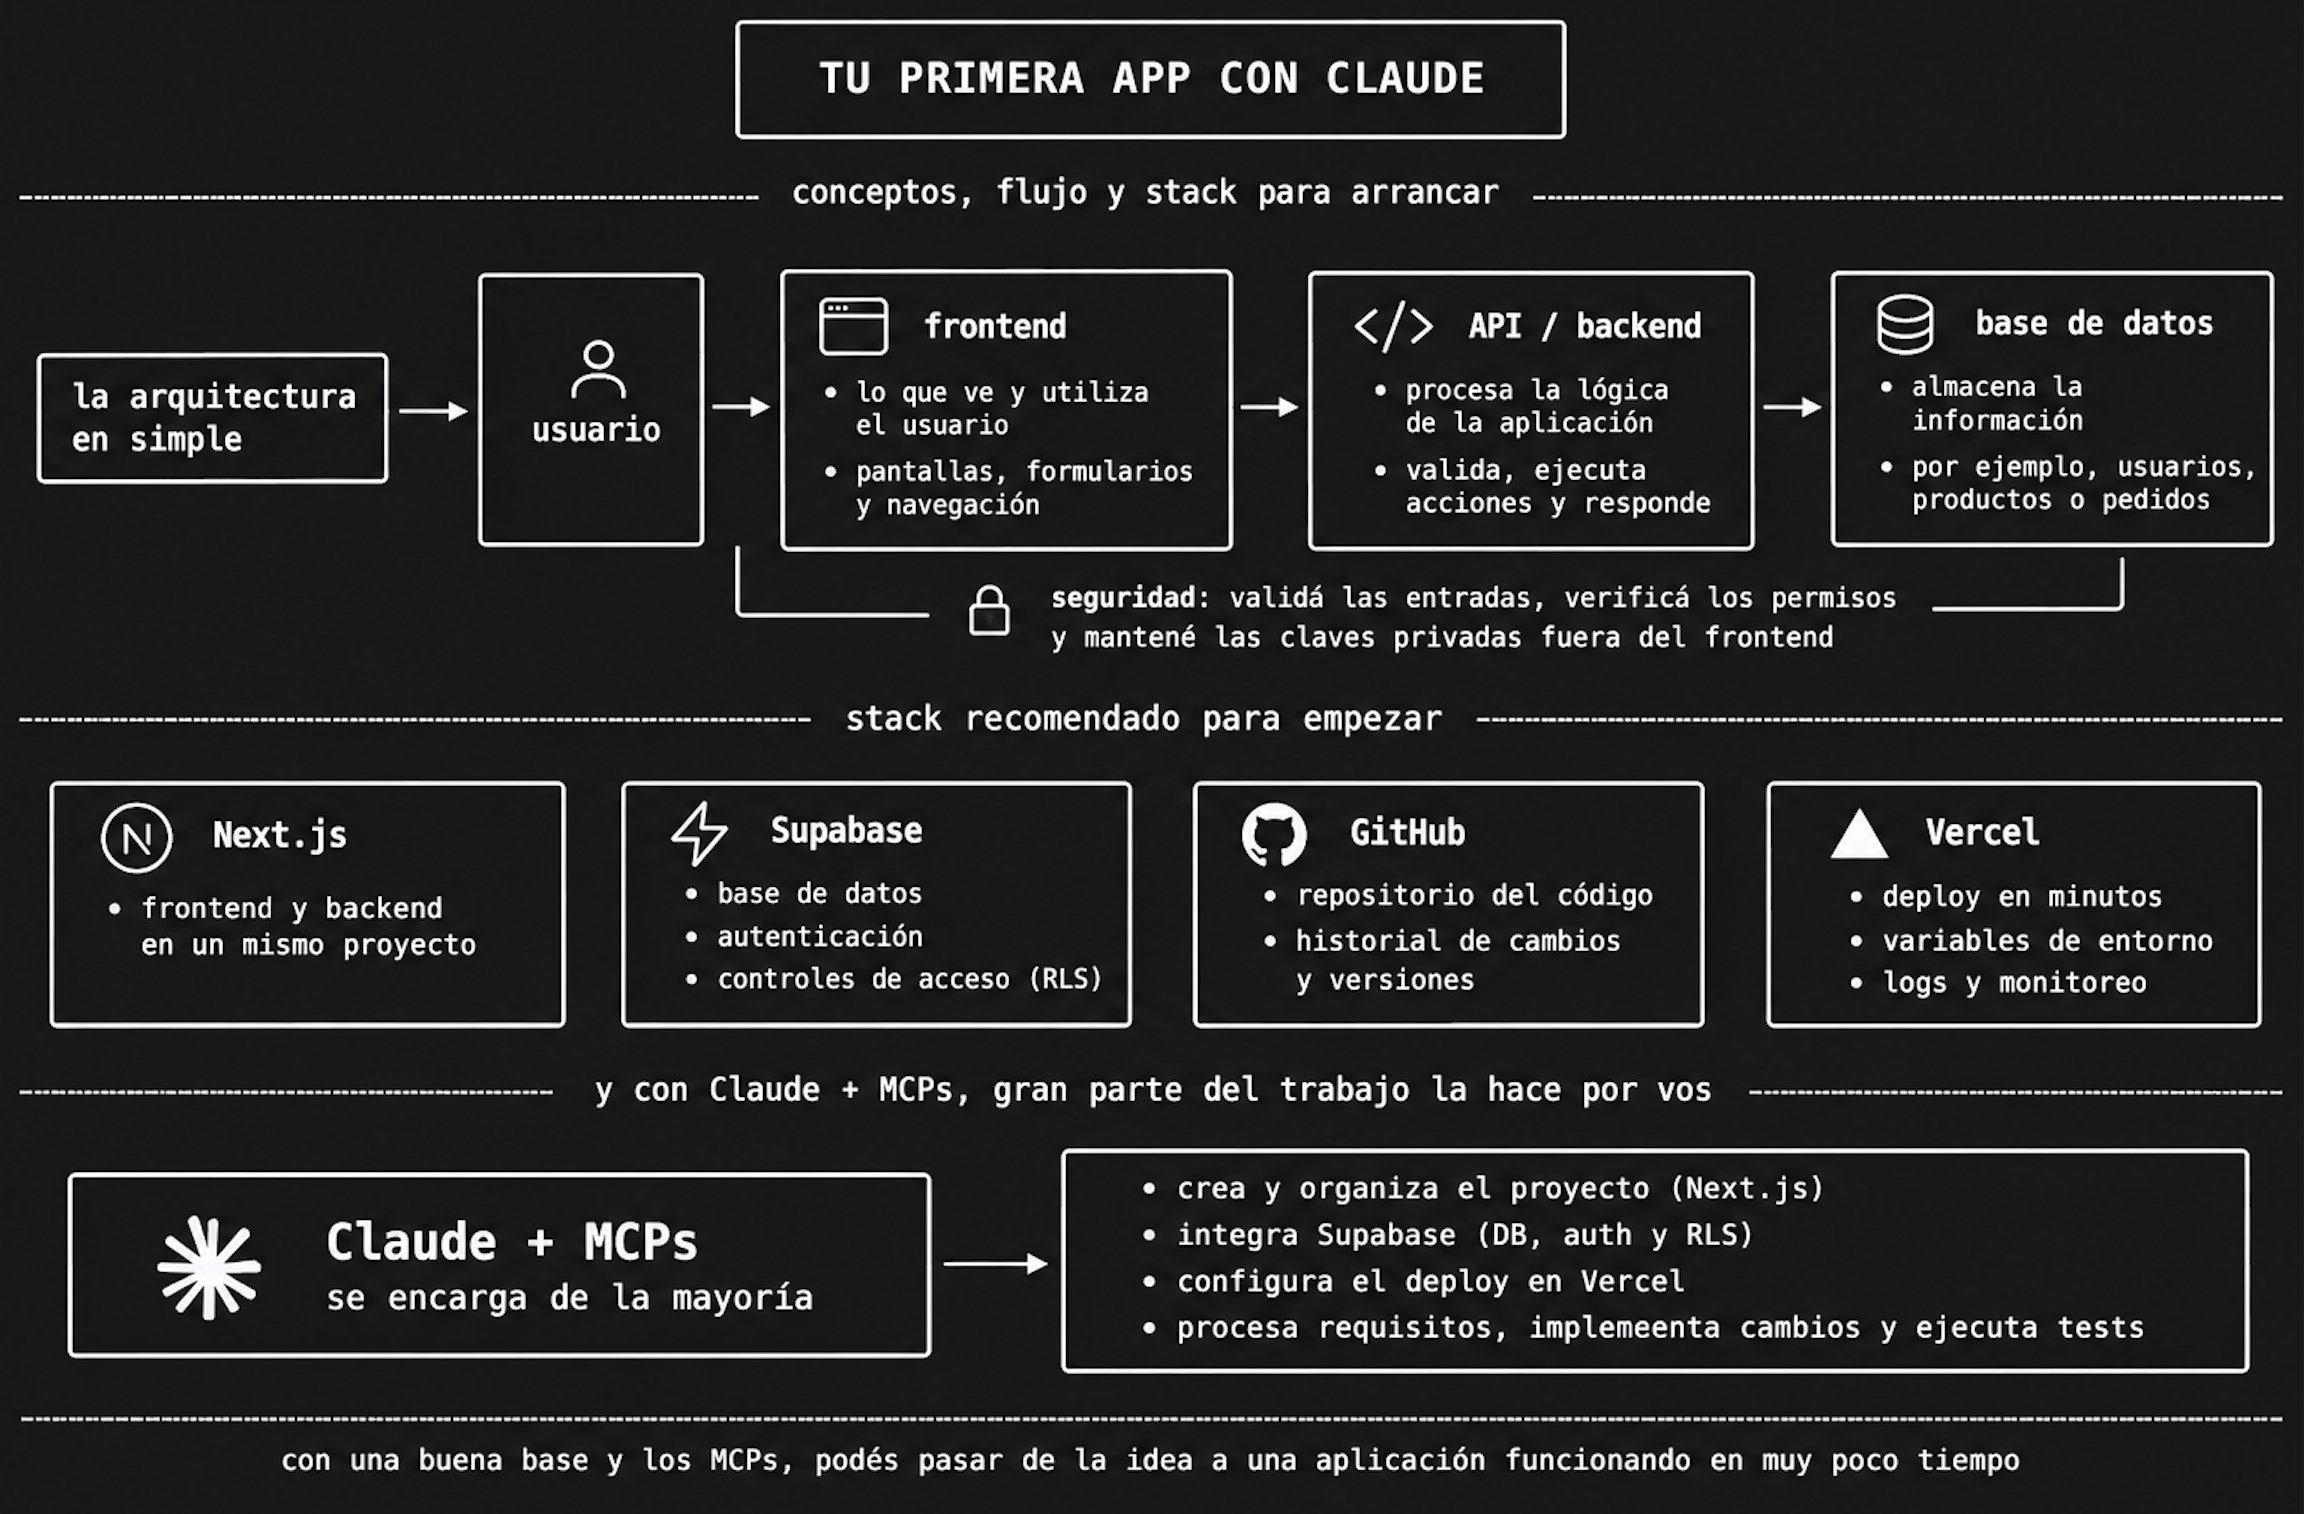 TU PRIMERA APP CON CLAUDE
conceptos, flujo y stack para arrancar
la arquitectura
en simple
usuario
frontend
• lo que ve y utiliza
el usuario
• pantallas, formularios
y navegación
</> API / backend
• procesa la lógica
de la aplicación
• valida, ejecuta
acciones y responde
base de datos
• almacena la
información
• por ejemplo, usuarios,
productos o pedidos
seguridad: validá las entradas, verificá los permisos
y mantené las claves privadas fuera del frontend
stack recomendado para empezar
N Next.js
• frontend y backend
en un mismo proyecto
Supabase
• base de datos
• autenticación
• controles de acceso (RLS)
GitHub
• repositorio del código
• historial de cambios
y versiones
Vercel
• deploy en minutos
• variables de entorno
• logs y monitoreo
y con Claude + MCPs, gran parte del trabajo la hace por vos
Claude + MCPs
se encarga de la mayoría
• crea y organiza el proyecto (Next.js)
• integra Supabase (DB, auth y RLS)
• configura el deploy en Vercel
• procesa requisitos, implemeenta cambios y ejecuta tests
con una buena base y los MCPs, podés pasar de la idea a una aplicación funcionando en muy poco tiempo